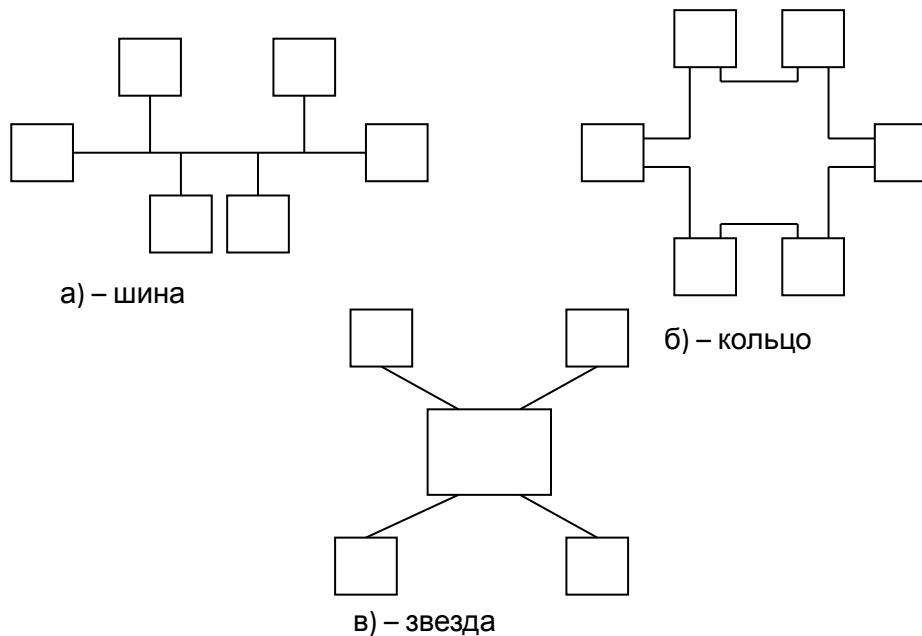 а) – шина
б) – кольцо
в) – звезда